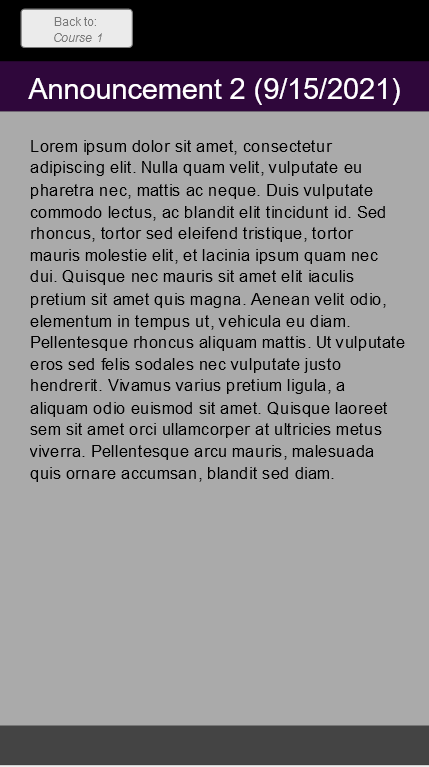 Back to:
Course 1
Announcement 2 (9/15/2021)
Lorem ipsum dolor sit amet, consectetur
adipiscing elit. Nulla quam velit, vulputate eu
pharetra nec, mattis ac neque. Duis vulputate
commodo lectus, ac blandit elit tincidunt id. Sed
rhoncus, tortor sed eleifend tristique, tortor
mauris molestie elit, et lacinia ipsum quam nec
dui. Quisque nec mauris sit amet elit iaculis
pretium sit amet quis magna. Aenean velit odio,
elementum in tempus ut, vehicula eu diam.
Pellentesque rhoncus aliquam mattis. Ut vulputate
eros sed felis sodales nec vulputate justo
hendrerit. Vivamus varius pretium ligula, a
aliquam odio euismod sit amet. Quisque laoreet
sem sit amet orci ullamcorper at ultricies metus
viverra. Pellentesque arcu mauris, malesuada
quis ornare accumsan, blandit sed diam.